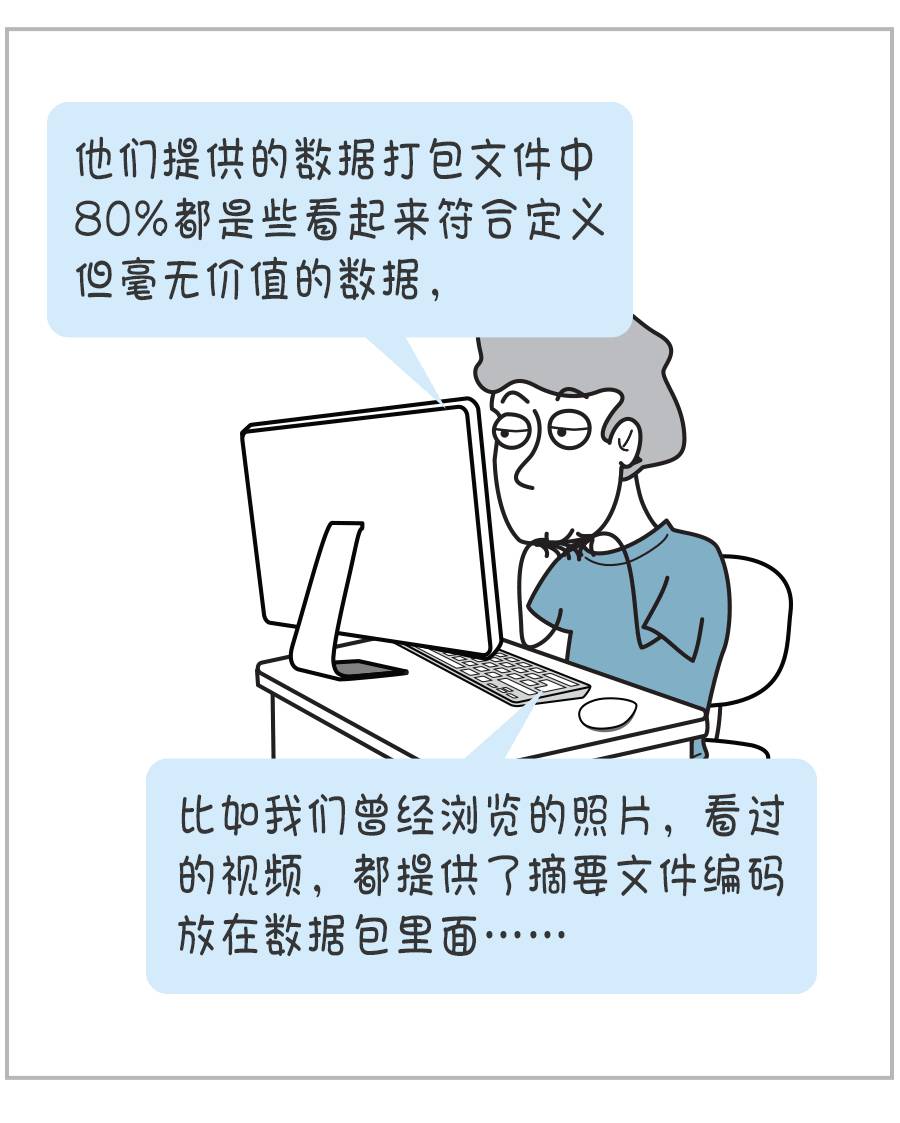 他们提供的数据打包文件中
80%都是些看起来符合定义
但毫无价值的数据，
比如我们曾经浏览的照片，看过
的视频，都提供了摘要文件编码
放在数据包里面……